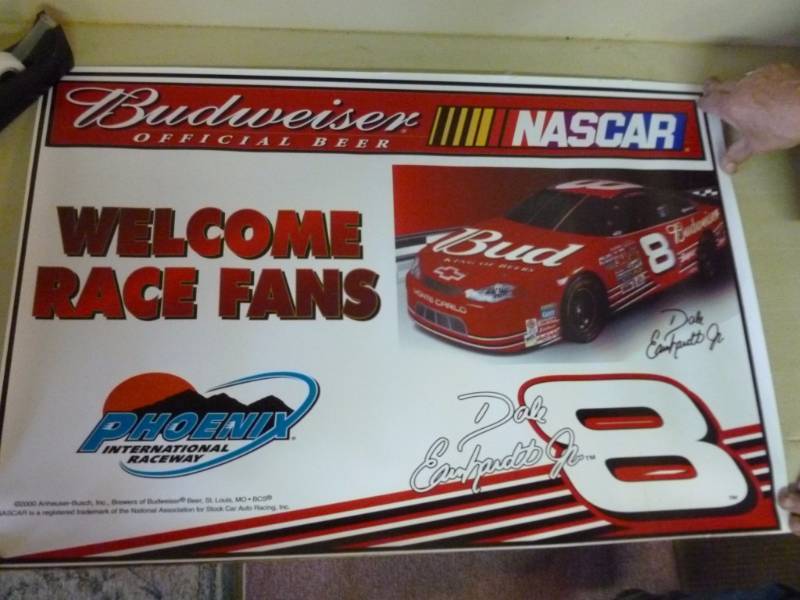 Budweiser®
OFFICIAL BEER
NASCAR®
WELCOME
RACE FANS
Bud
KING OF BEERS
MONTE CARLO
8
Budweiser
Dale
Earnhardt Jr
PHOENIX®
INTERNATIONAL
RACEWAY
Dale
Earnhardt Jr™
8™
©2000 Anheuser-Busch, Inc., Brewers of Budweiser® Beer, St. Louis, MO • BCS®
NASCAR is a registered trademark of the National Association for Stock Car Auto Racing, Inc.